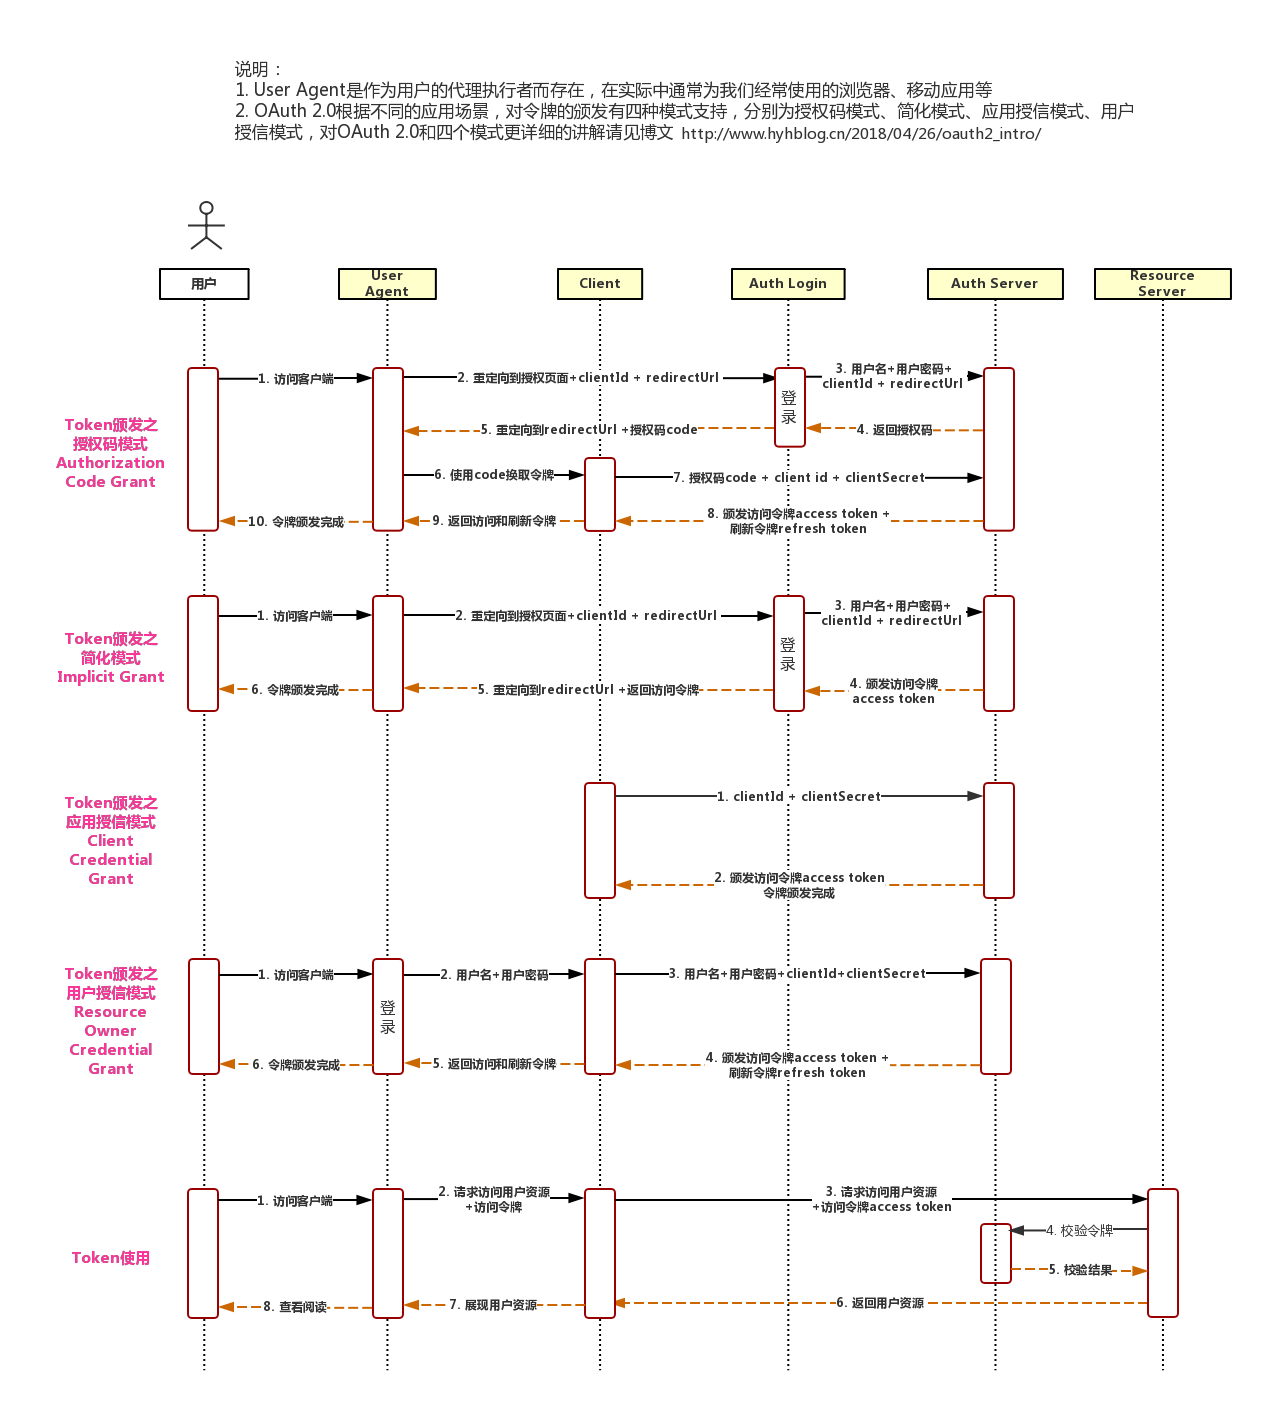 说明：
1. User Agent是作为用户的代理执行者而存在，在实际中通常为我们经常使用的浏览器、移动应用等
2. OAuth 2.0根据不同的应用场景，对令牌的颁发有四种模式支持，分别为授权码模式、简化模式、应用授信模式、用户
授信模式，对OAuth 2.0和四个模式更详细的讲解请见博文 http://www.hyhblog.cn/2018/04/26/oauth2_intro/
用户
User
Agent
Client
Auth Login
Auth Server
Resource
Server
Token颁发之
授权码模式
Authorization
Code Grant
1. 访问客户端
2. 重定向到授权页面+clientId + redirectUrl
登
录
3. 用户名+用户密码+
clientId + redirectUrl
4. 返回授权码
5. 重定向到redirectUrl +授权码code
6. 使用code换取令牌
7. 授权码code + client id + clientSecret
8. 颁发访问令牌access token +
刷新令牌refresh token
9. 返回访问和刷新令牌
10. 令牌颁发完成
Token颁发之
简化模式
Implicit Grant
1. 访问客户端
2. 重定向到授权页面+clientId + redirectUrl
登
录
3. 用户名+用户密码+
clientId + redirectUrl
4. 颁发访问令牌
access token
5. 重定向到redirectUrl +返回访问令牌
6. 令牌颁发完成
Token颁发之
应用授信模式
Client
Credential
Grant
1. clientId + clientSecret
2. 颁发访问令牌access token
令牌颁发完成
Token颁发之
用户授信模式
Resource
Owner
Credential
Grant
1. 访问客户端
登
录
2. 用户名+用户密码
3. 用户名+用户密码+clientId+clientSecret
4. 颁发访问令牌access token +
刷新令牌refresh token
5. 返回访问和刷新令牌
6. 令牌颁发完成
Token使用
1. 访问客户端
2. 请求访问用户资源
+访问令牌
3. 请求访问用户资源
+访问令牌access token
4. 校验令牌
5. 校验结果
6. 返回用户资源
7. 展现用户资源
8. 查看阅读